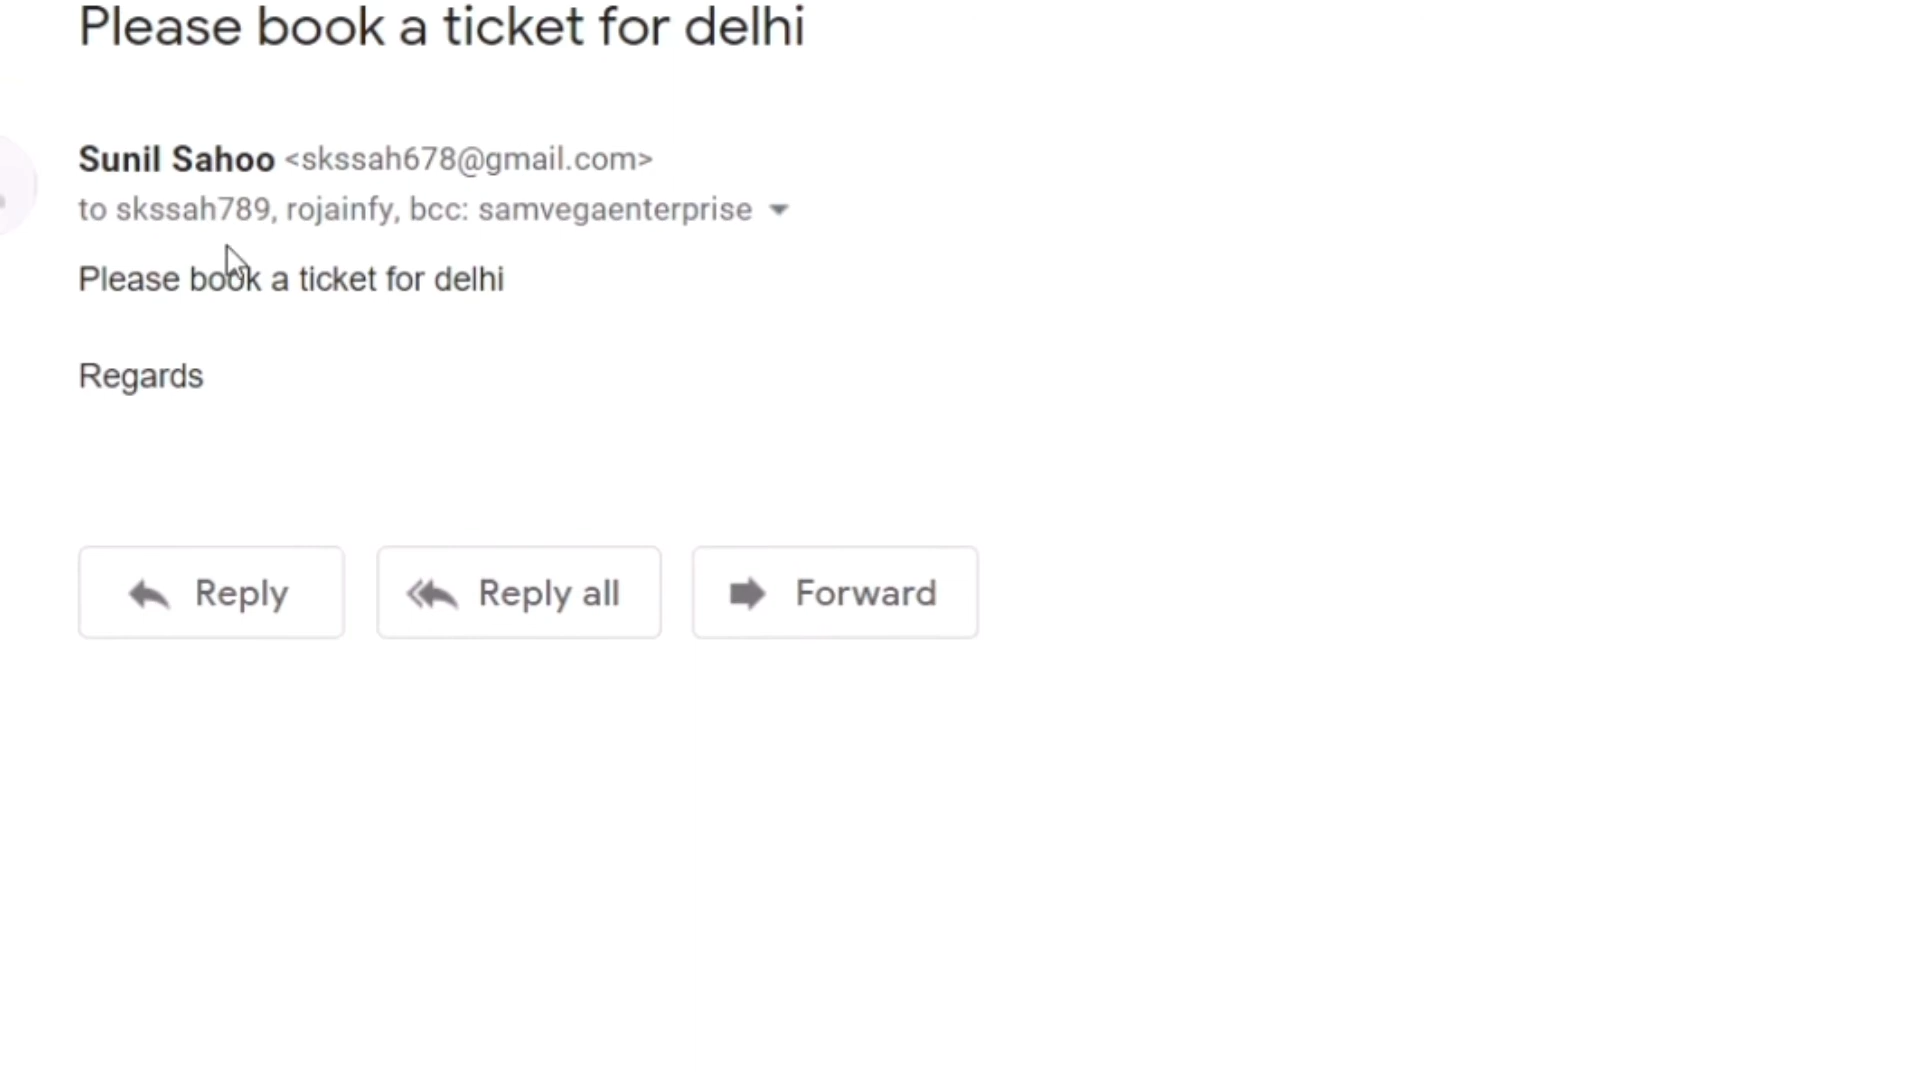 Please book a ticket for delhi
Sunil Sahoo <skssah678@gmail.com>
to skssah789, rojainfy, bcc: samvegaenterprise
Please book a ticket for delhi
Regards
Reply Reply all Forward